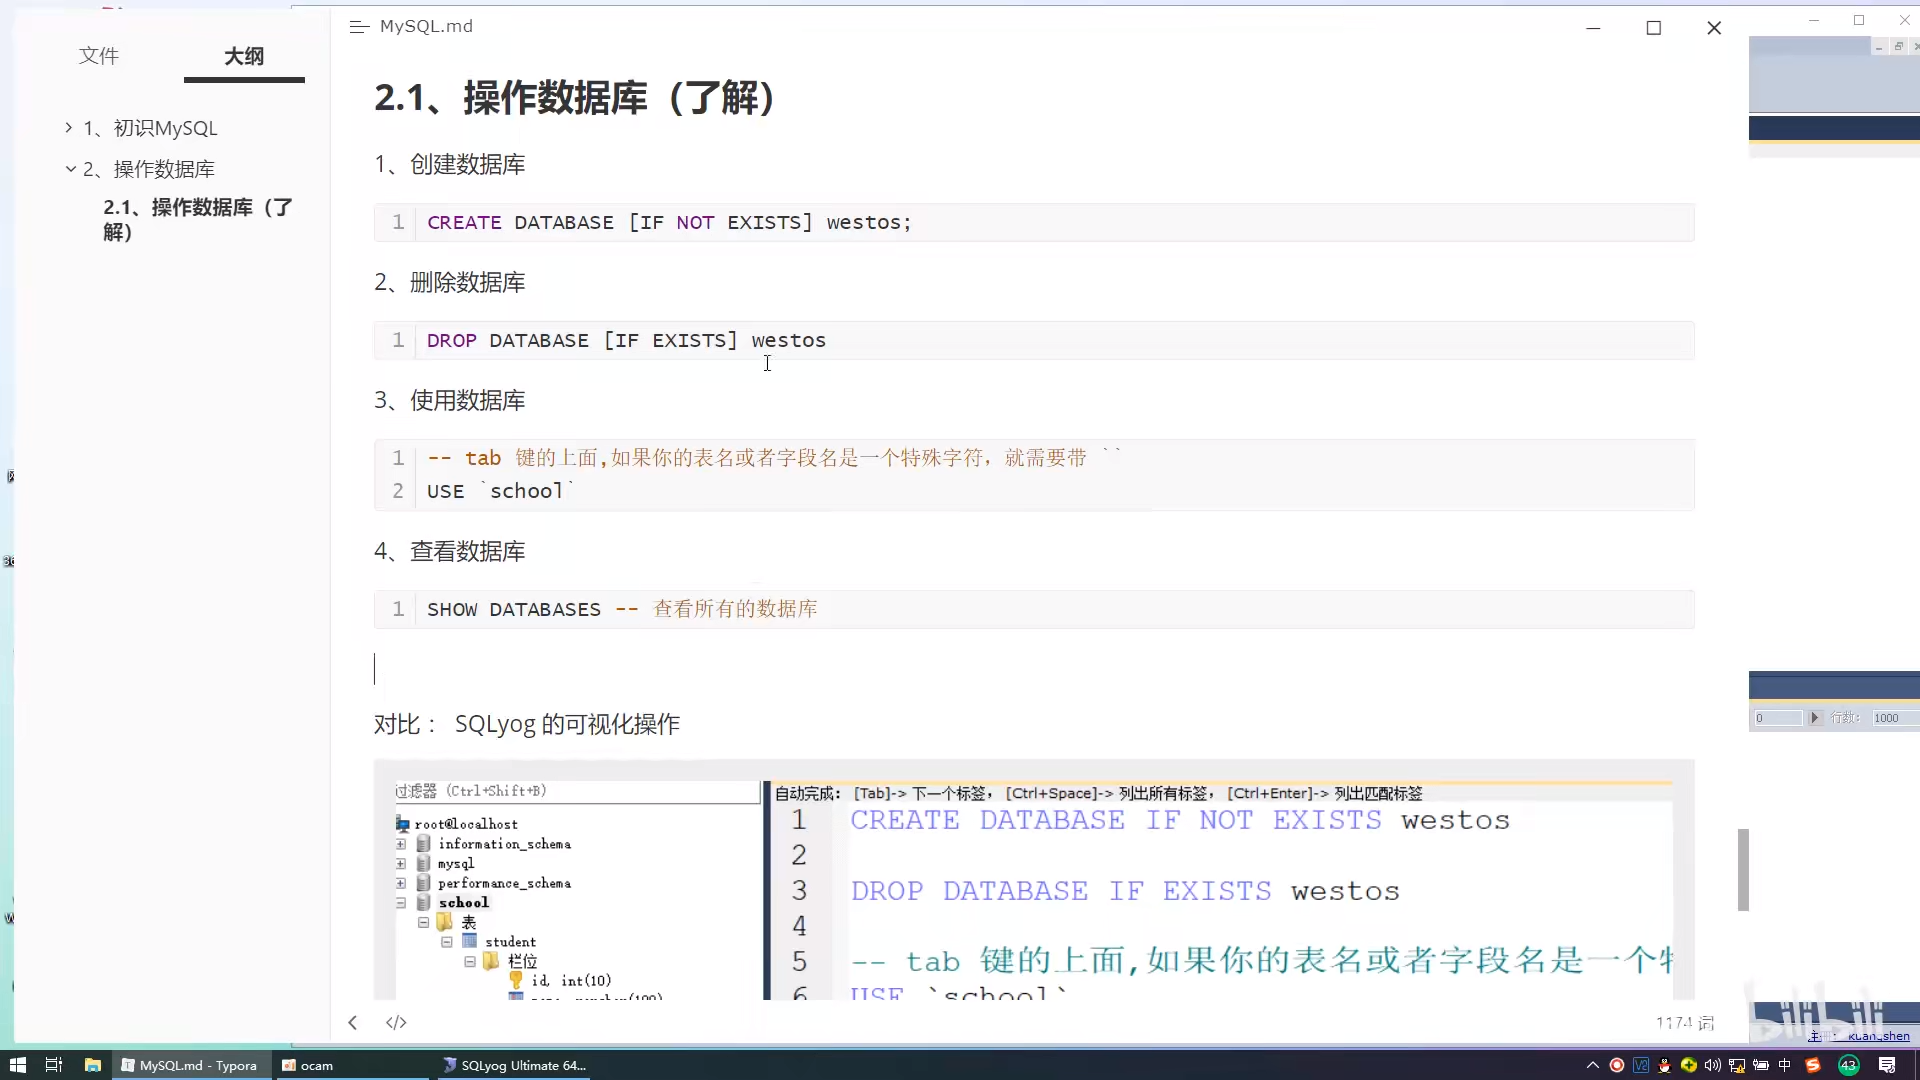 MySQL.md
文件
大纲
1、初识MySQL
2、操作数据库
2.1、操作数据库（了
解）
2.1、操作数据库（了解）
1、创建数据库
1 CREATE DATABASE [IF NOT EXISTS] westos;
2、删除数据库
1 DROP DATABASE [IF EXISTS] westos
3、使用数据库
1 -- tab 键的上面,如果你的表名或者字段名是一个特殊字符，就需要带 ``
2 USE `school`
4、查看数据库
1 SHOW DATABASES -- 查看所有的数据库
对比： SQLyog 的可视化操作
过滤器 (Ctrl+Shift+B)
root@localhost
information_schema
mysql
performance_schema
school
表
student
栏位
id, int(10)
自动完成: [Tab]-> 下一个标签, [Ctrl+Space]-> 列出所有标签, [Ctrl+Enter]-> 列出匹配标签
1 CREATE DATABASE IF NOT EXISTS westos
2
3 DROP DATABASE IF EXISTS westos
4
5 -- tab 键的上面,如果你的表名或者字段名是一个
6 USE `school`
1174 词
0 行数: 1000
bilibili
kuang_shen
MySQL.md - Typora
ocam
SQLyog Ultimate 64...
中
43